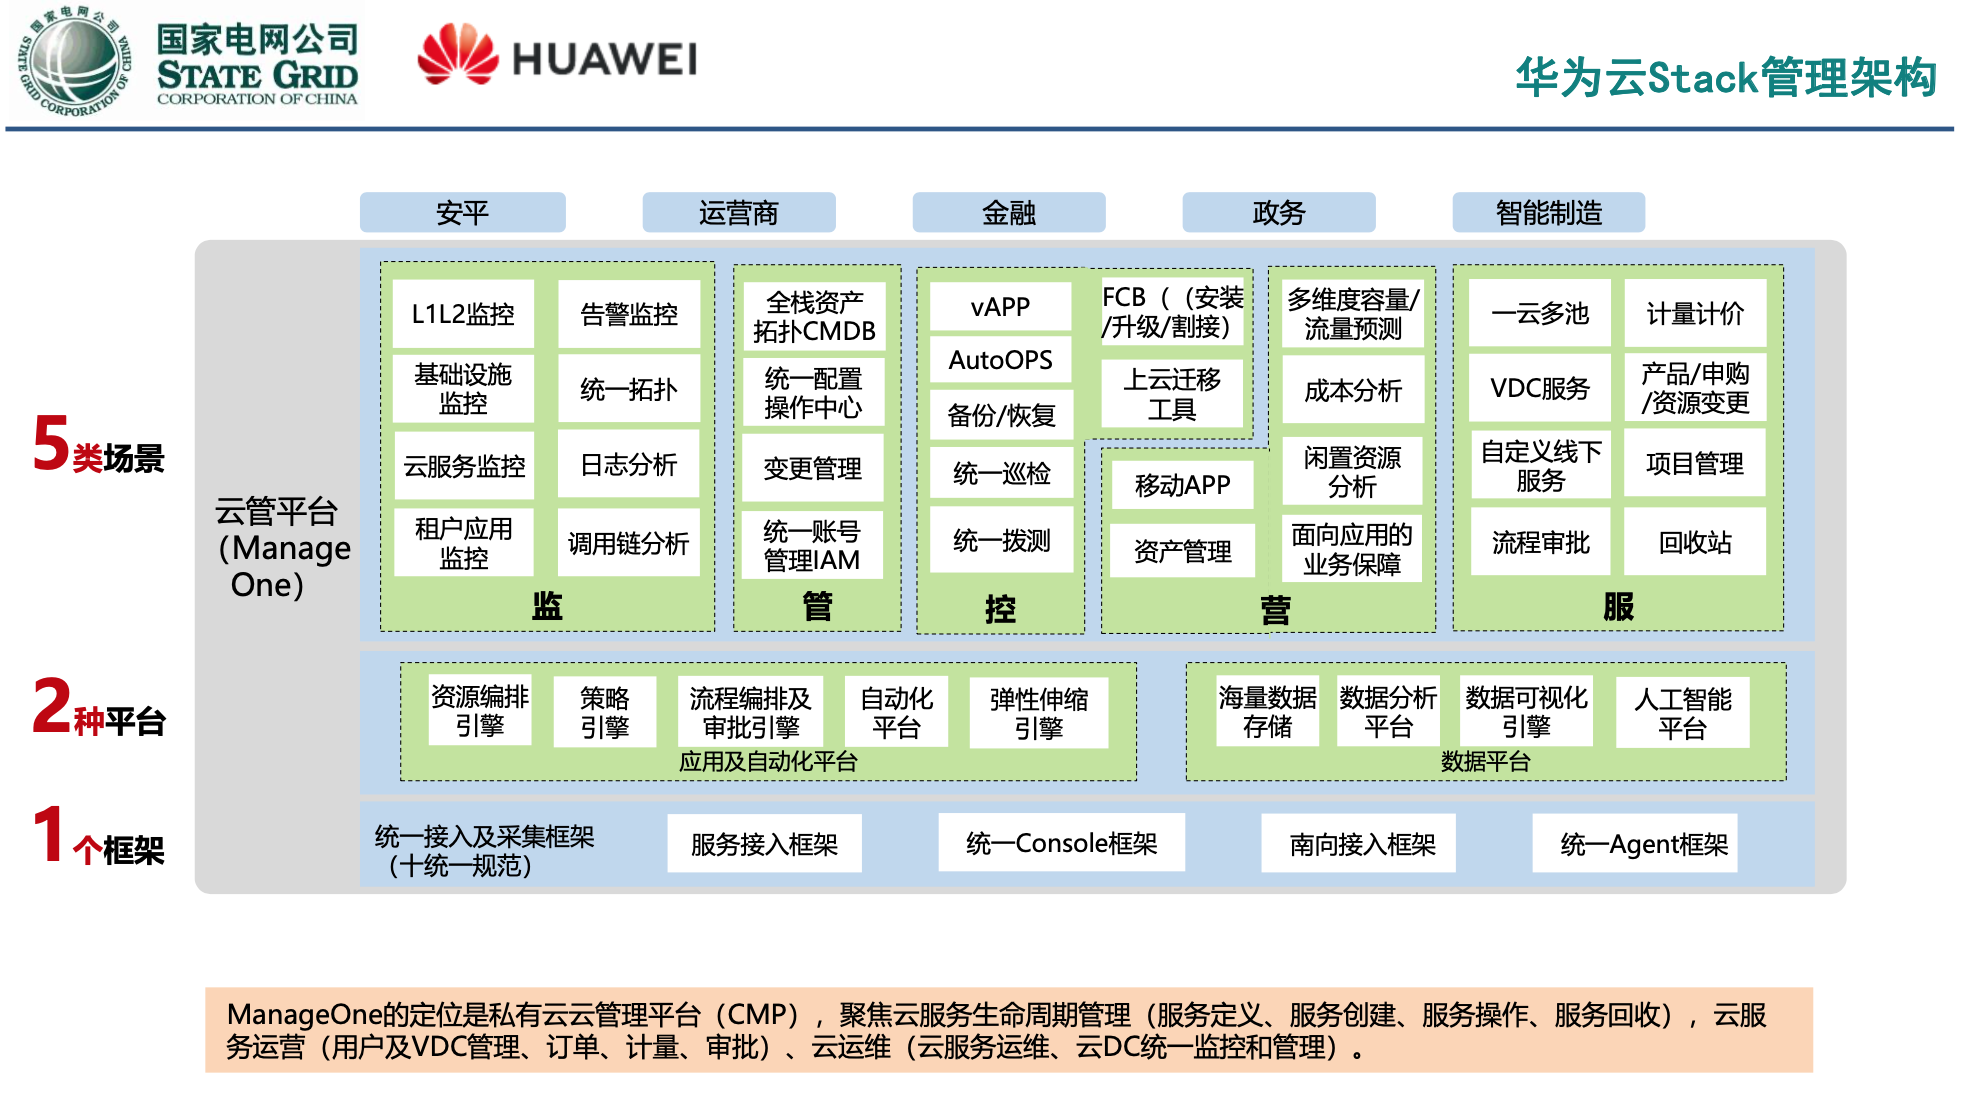 国家电网公司
STATE GRID CORPORATION OF CHINA
国家电网公司
STATE GRID
CORPORATION OF CHINA
HUAWEI
华为云Stack管理架构
安平
运营商
金融
政务
智能制造
5类场景
云管平台
（Manage
One）
L1L2监控
告警监控
基础设施
监控
统一拓扑
云服务监控
日志分析
租户应用
监控
调用链分析
监
全栈资产
拓扑CMDB
统一配置
操作中心
变更管理
统一账号
管理IAM
管
vAPP
AutoOPS
备份/恢复
统一巡检
统一拨测
控
FCB（（安装
/升级/割接）
上云迁移
工具
移动APP
资产管理
多维度容量/
流量预测
成本分析
闲置资源
分析
面向应用的
业务保障
营
一云多池
计量计价
VDC服务
产品/申购
/资源变更
自定义线下
服务
项目管理
流程审批
回收站
服
2种平台
资源编排
引擎
策略
引擎
流程编排及
审批引擎
自动化
平台
弹性伸缩
引擎
应用及自动化平台
海量数据
存储
数据分析
平台
数据可视化
引擎
人工智能
平台
数据平台
1个框架
统一接入及采集框架
（十统一规范）
服务接入框架
统一Console框架
南向接入框架
统一Agent框架
ManageOne的定位是私有云云管理平台（CMP），聚焦云服务生命周期管理（服务定义、服务创建、服务操作、服务回收），云服
务运营（用户及VDC管理、订单、计量、审批）、云运维（云服务运维、云DC统一监控和管理）。